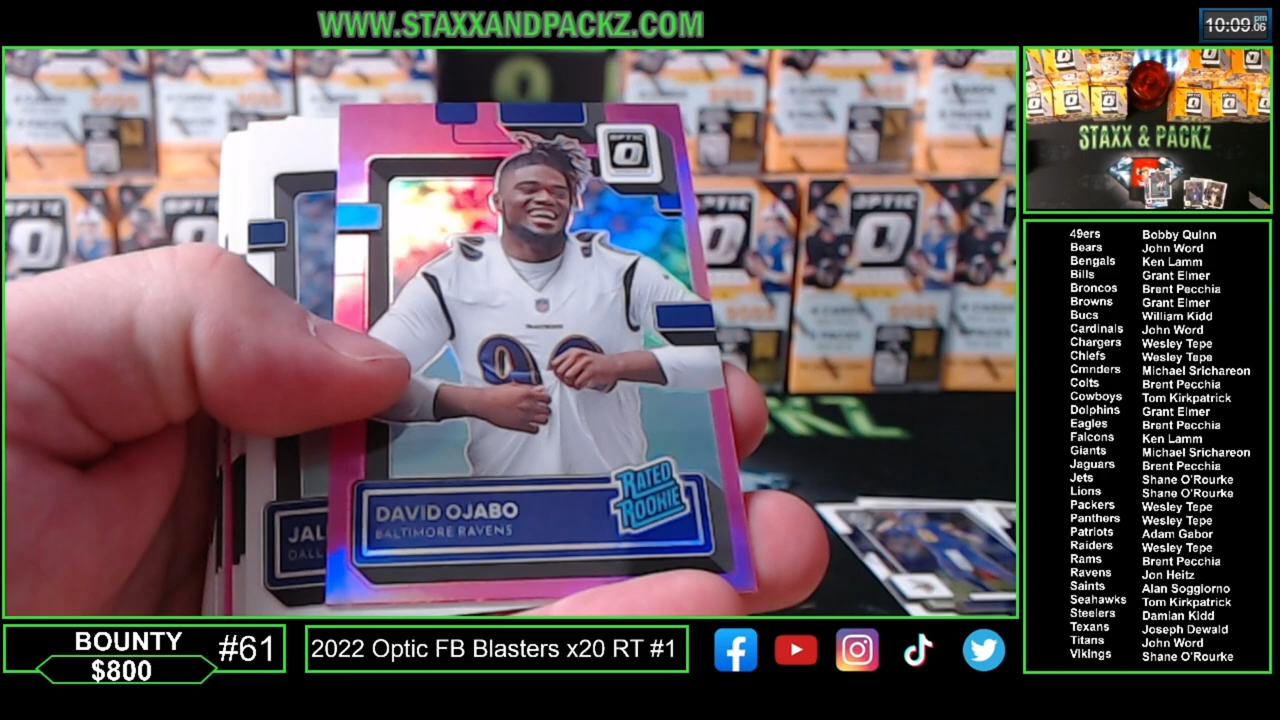 WWW.STAXXANDPACKZ.COM
10:09 pm .06
OPTIC
DAVID OJABO
BALTIMORE RAVENS
RATED ROOKIE
JAL
DALL
STAXX & PACKZ
49ers Bobby Quinn
Bears John Word
Bengals Ken Lamm
Bills Grant Elmer
Broncos Brent Pecchia
Browns Grant Elmer
Bucs William Kidd
Cardinals John Word
Chargers Wesley Tepe
Chiefs Wesley Tepe
Cmnders Michael Srichareon
Colts Brent Pecchia
Cowboys Tom Kirkpatrick
Dolphins Grant Elmer
Eagles Brent Pecchia
Falcons Ken Lamm
Giants Michael Srichareon
Jaguars Brent Pecchia
Jets Shane O'Rourke
Lions Shane O'Rourke
Packers Wesley Tepe
Panthers Wesley Tepe
Patriots Adam Gabor
Raiders Wesley Tepe
Rams Brent Pecchia
Ravens Jon Heitz
Saints Alan Soggiorno
Seahawks Tom Kirkpatrick
Steelers Damian Kidd
Texans Joseph Dewald
Titans John Word
Vikings Shane O'Rourke
BOUNTY
$800
#61
2022 Optic FB Blasters x20 RT #1